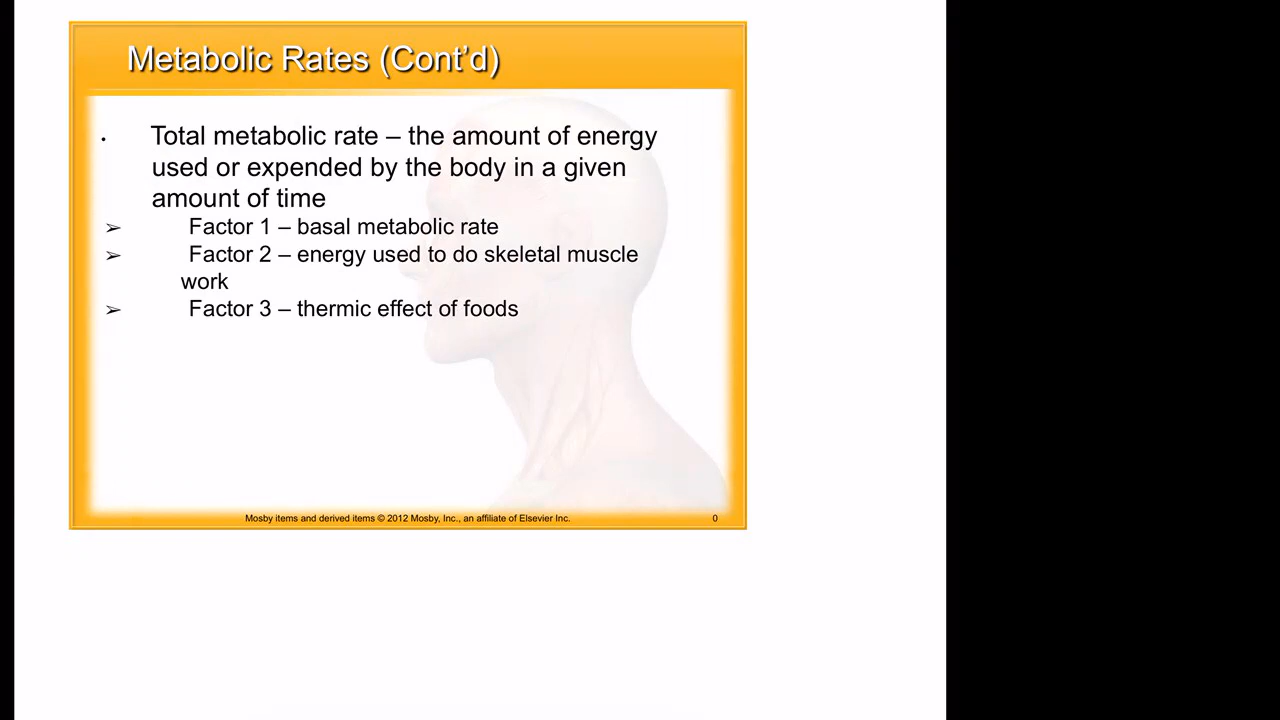 Metabolic Rates (Cont’d)
• Total metabolic rate – the amount of energy
used or expended by the body in a given
amount of time
➢ Factor 1 – basal metabolic rate
➢ Factor 2 – energy used to do skeletal muscle
work
➢ Factor 3 – thermic effect of foods
Mosby items and derived items © 2012 Mosby, Inc., an affiliate of Elsevier Inc. 0